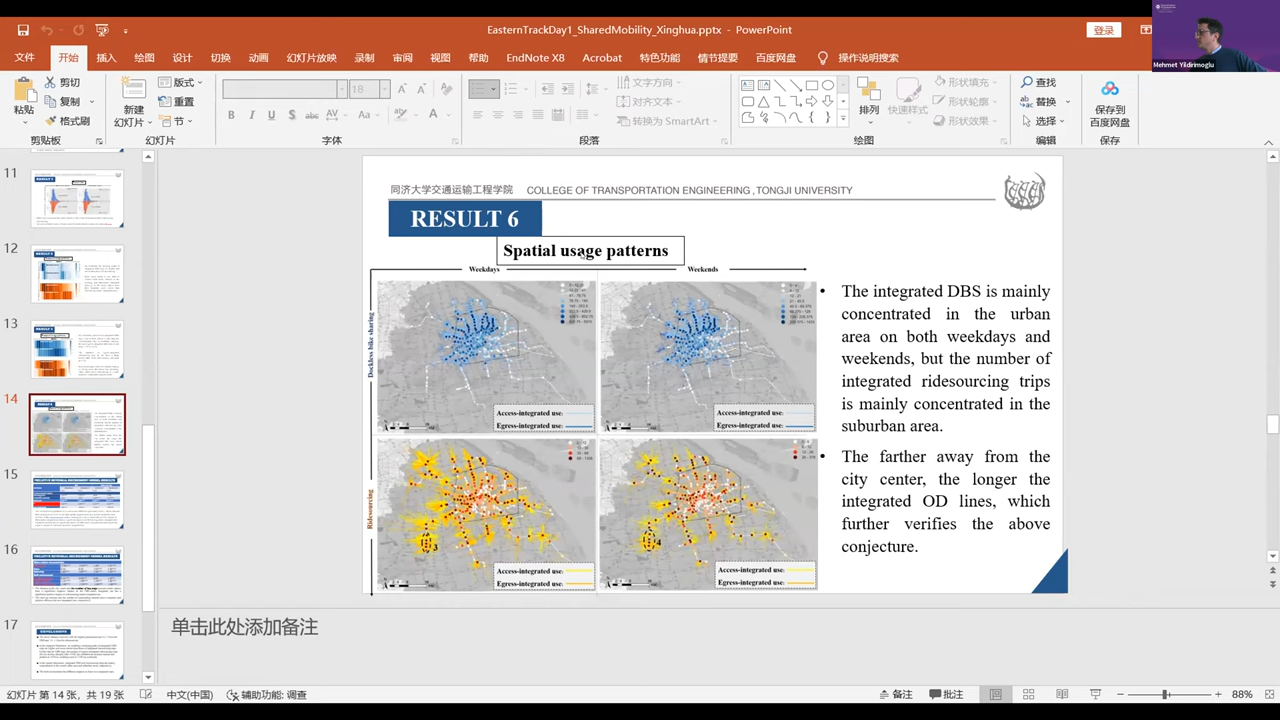 EasternTrackDay1_SharedMobility_Xinghua.pptx - PowerPoint
登录
Mehmet Yildirimoglu
文件 开始 插入 绘图 设计 切换 动画 幻灯片放映 录制 审阅 视图 帮助 EndNote X8 Acrobat 特色功能 情节提要 百度网盘 操作说明搜索
剪切
复制
格式刷
粘贴
剪贴板
新建
幻灯片
版式
重置
节
幻灯片
18
字体
文字方向
对齐文本
转换为 SmartArt
段落
排列
快速样式
形状填充
形状轮廓
形状效果
绘图
查找
替换
选择
编辑
保存到
百度网盘
保存
11
12
13
14
15
16
17
同济大学交通运输工程学院 COLLEGE OF TRANSPORTATION ENGINEERING , TONGJI UNIVERSITY
RESULT 6
Spatial usage patterns
Weekdays
Weekends
Dockless bike sharing
Ridesourcing
Access-integrated use:
Egress-integrated use:
Access-integrated use:
Egress-integrated use:
Access-integrated use:
Egress-integrated use:
Access-integrated use:
Egress-integrated use:
• The integrated DBS is mainly
concentrated in the urban
area on both weekdays and
weekends, but the number of
integrated ridesourcing trips
is mainly concentrated in the
suburban area.
• The farther away from the
city center, the longer the
integrated OD lines, which
further verifies the above
conjecture.
单击此处添加备注
幻灯片 第 14 张，共 19 张 中文(中国) 辅助功能: 调查 备注 批注 88%